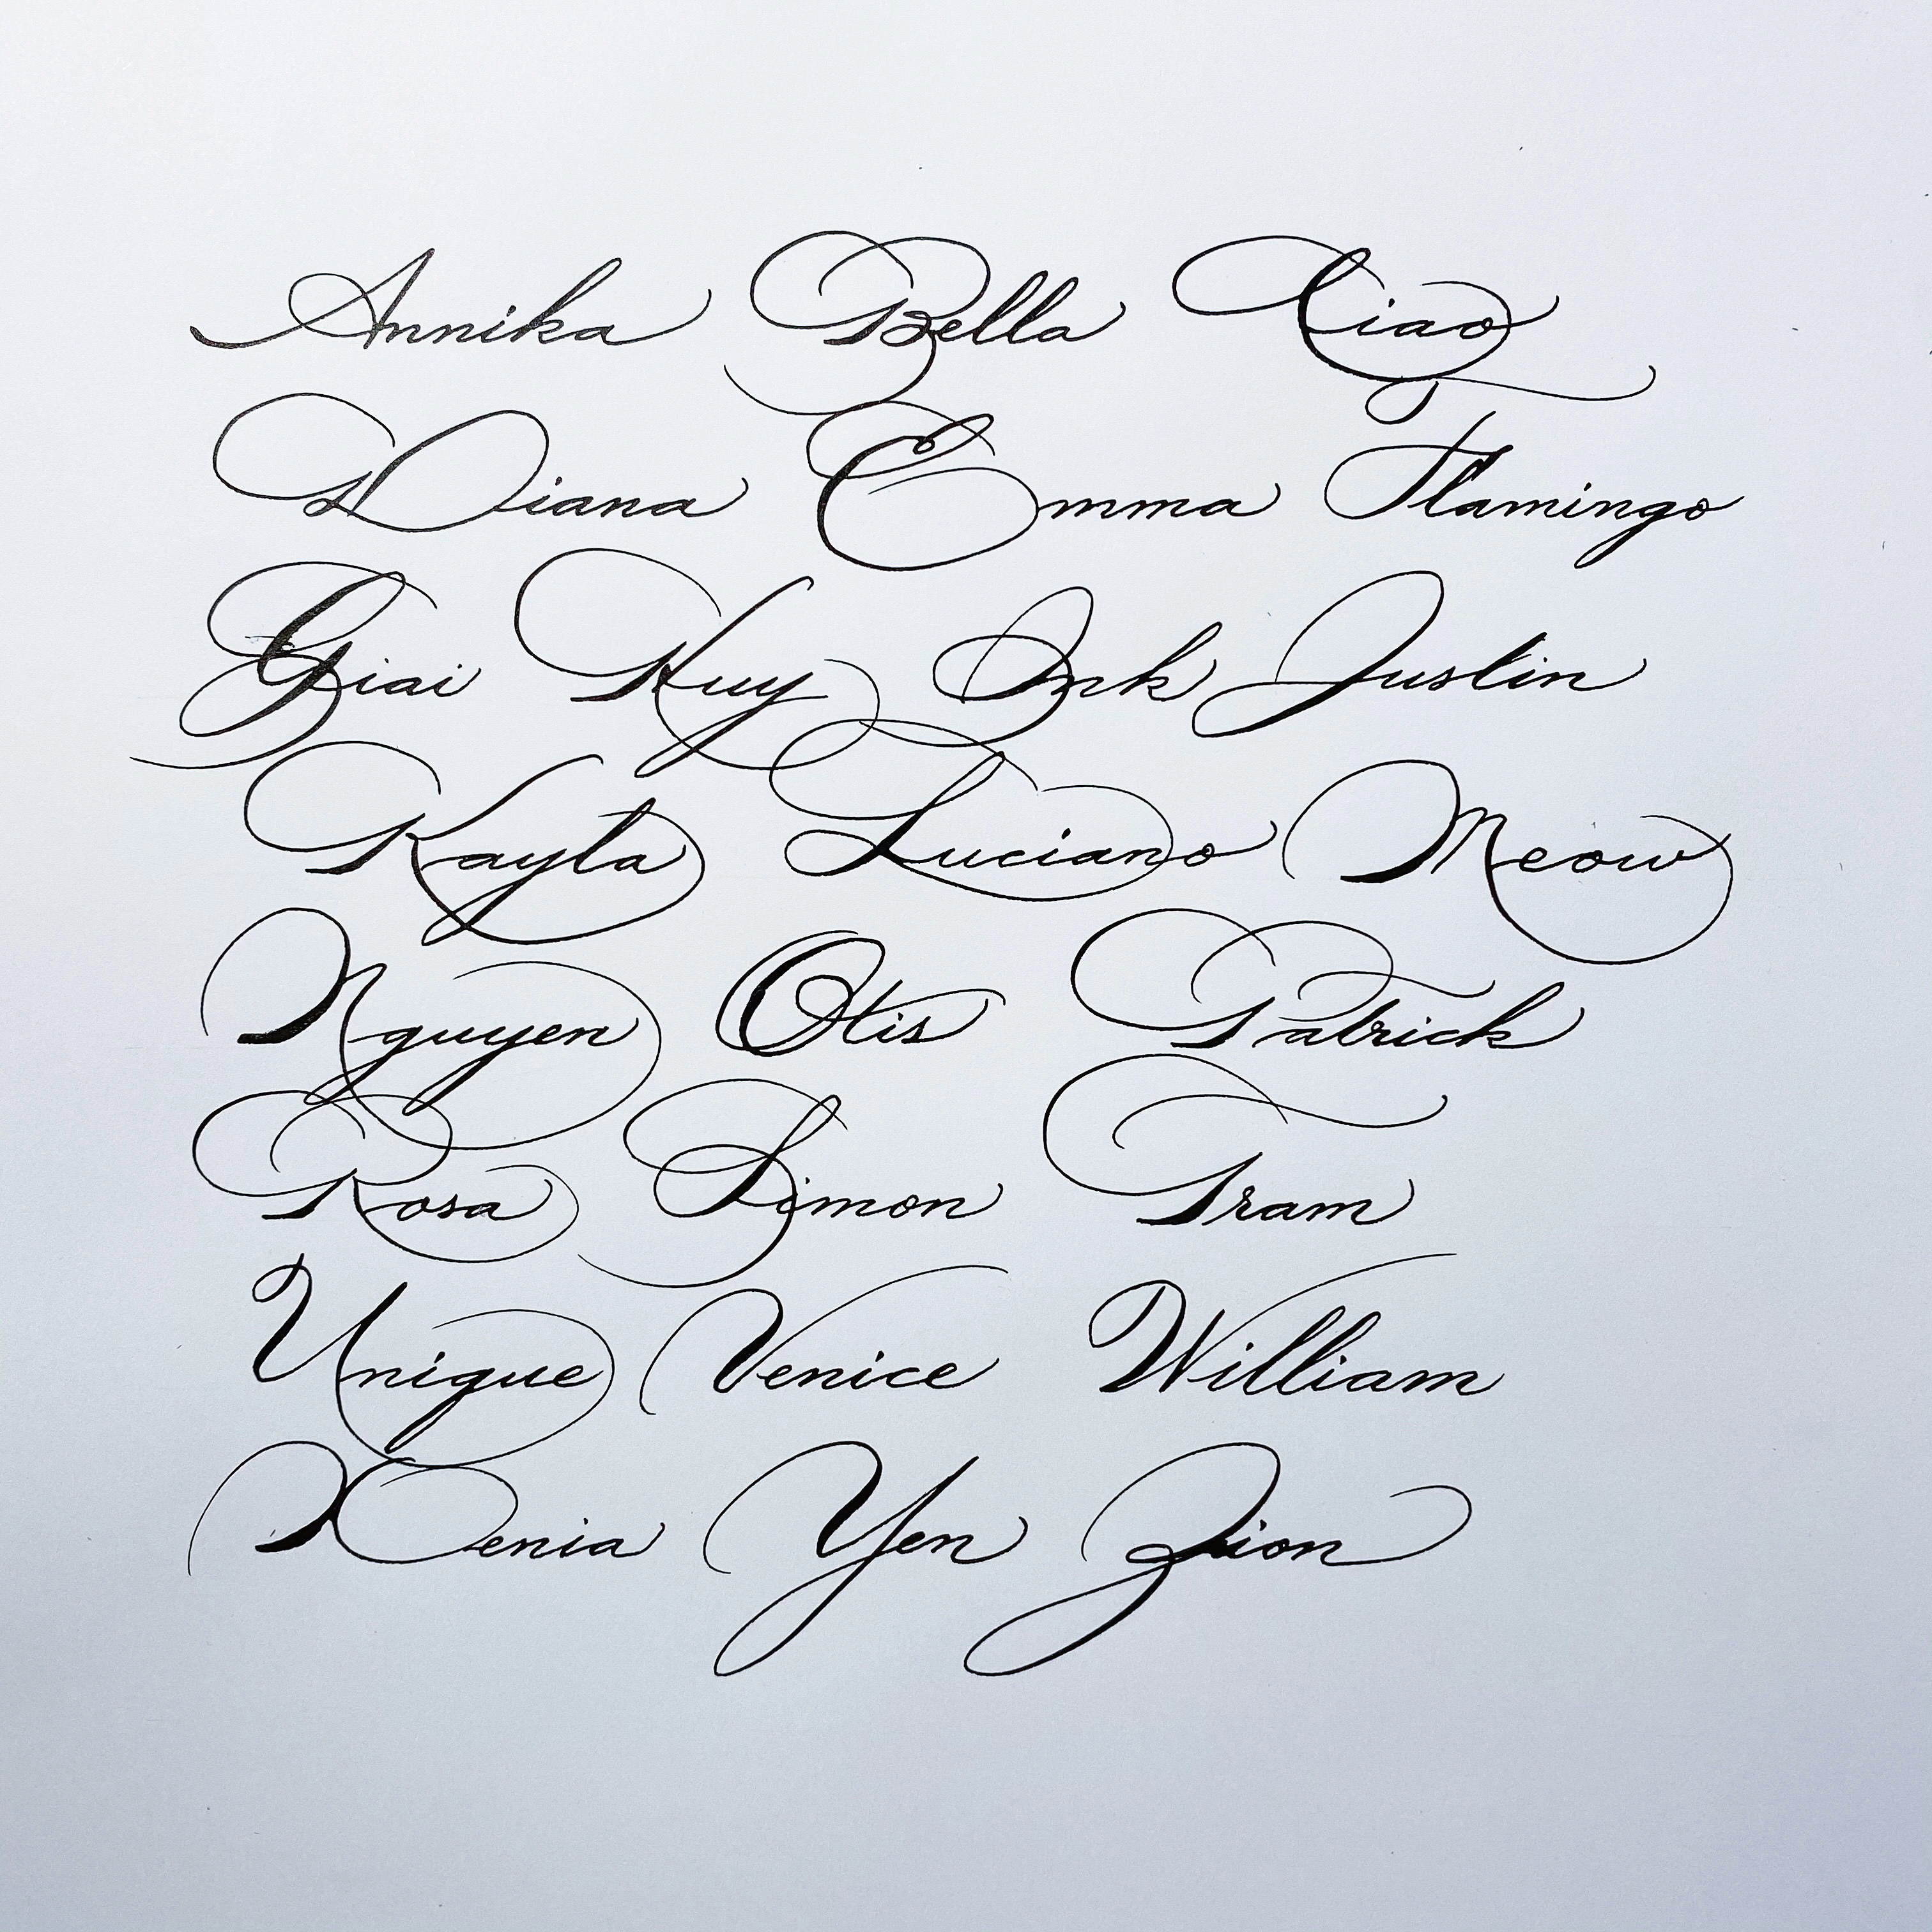 Annika Bella Ciao
Diana Emma Flamingo
Giai Huy Ink Justin
Kayla Luciano Meow
Nguyen Otis Patrick
Rosa Simon Tram
Unique Venice William
Xenia Yen Zion